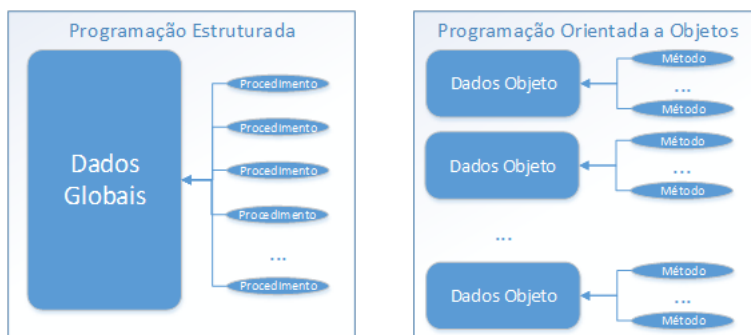 Programação Estruturada
Dados
Globais
Procedimento
Procedimento
Procedimento
Procedimento
...
Procedimento
Programação Orientada a Objetos
Dados Objeto
Método
...
Método
Dados Objeto
Método
...
Método
...
Dados Objeto
Método
...
Método